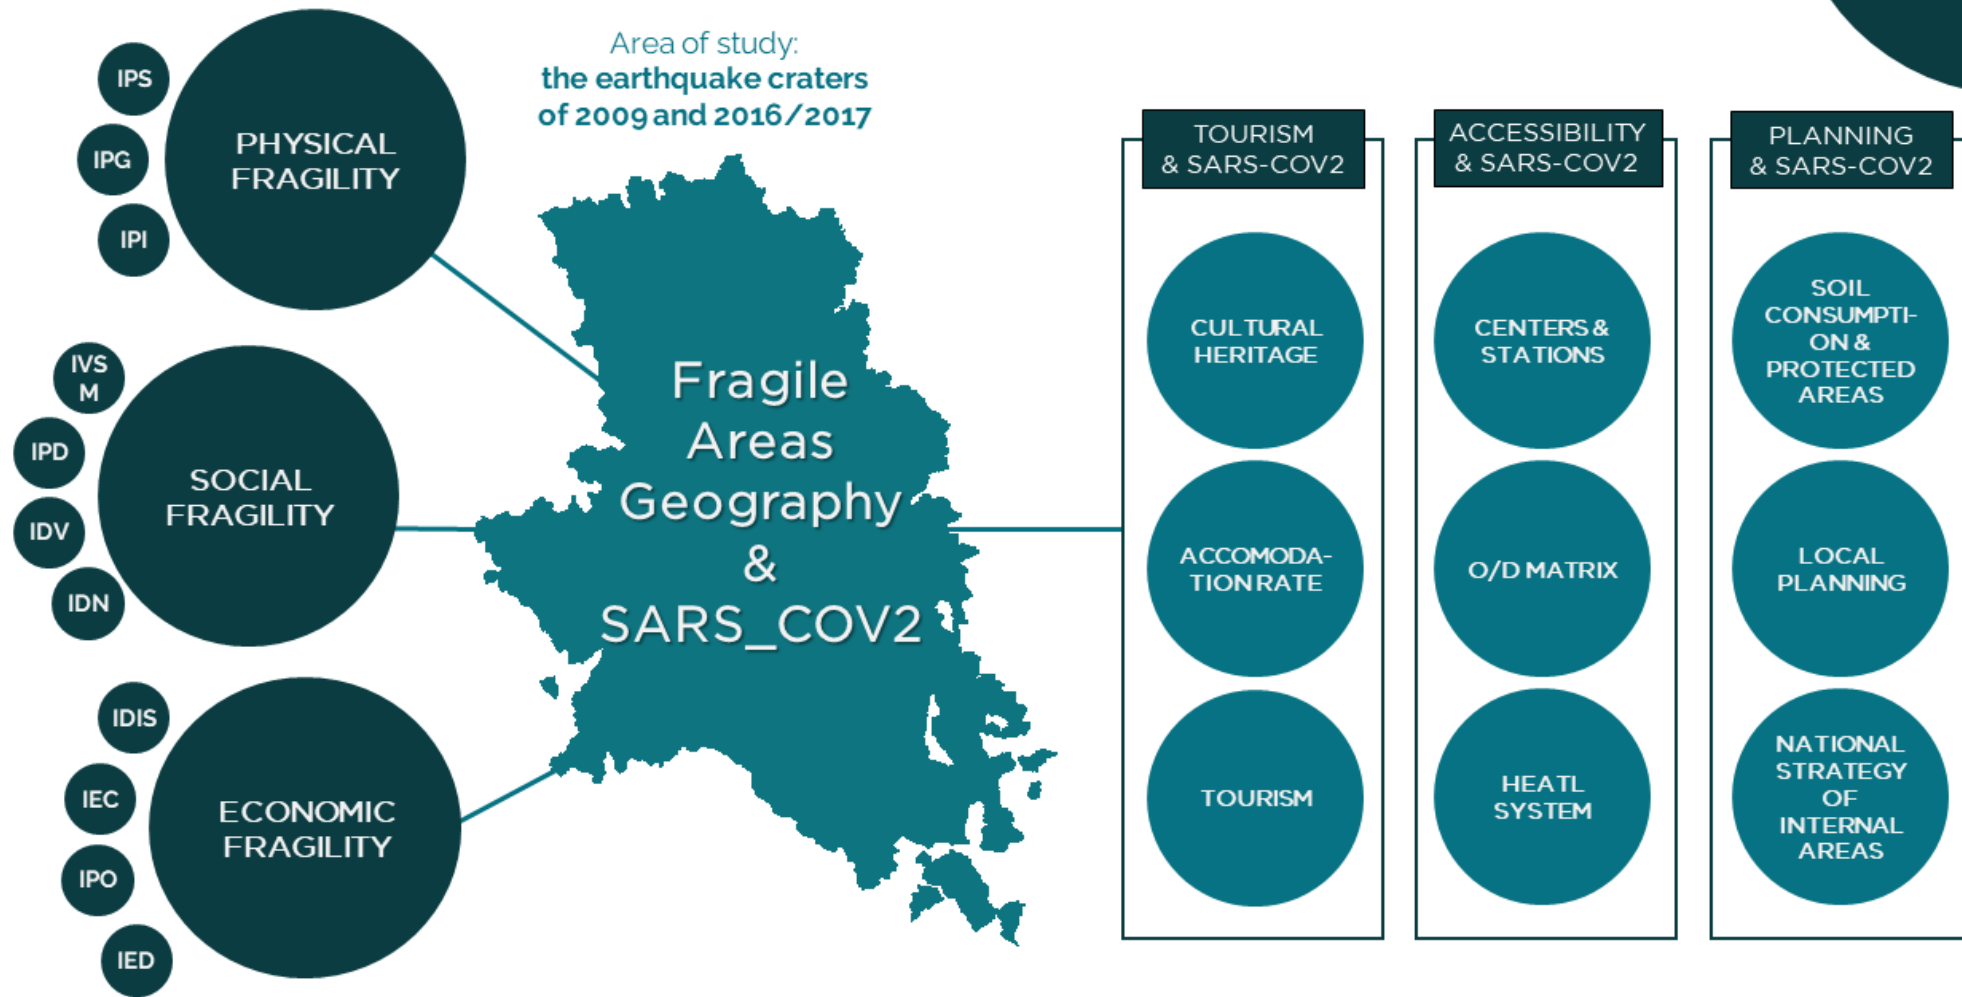 Area of study:
the earthquake craters
of 2009 and 2016/2017
IPS
IPG
IPI
PHYSICAL
FRAGILITY
IVS
M
IPD
IDV
IDN
SOCIAL
FRAGILITY
IDIS
IEC
IPO
IED
ECONOMIC
FRAGILITY
Fragile
Areas
Geography
&
SARS_COV2
TOURISM
& SARS-COV2
CULTURAL
HERITAGE
ACCOMODA-
TION RATE
TOURISM
ACCESSIBILITY
& SARS-COV2
CENTERS &
STATIONS
O/D MATRIX
HEATL
SYSTEM
PLANNING
& SARS-COV2
SOIL
CONSUMPTI-
ON &
PROTECTED
AREAS
LOCAL
PLANNING
NATIONAL
STRATEGY
OF
INTERNAL
AREAS